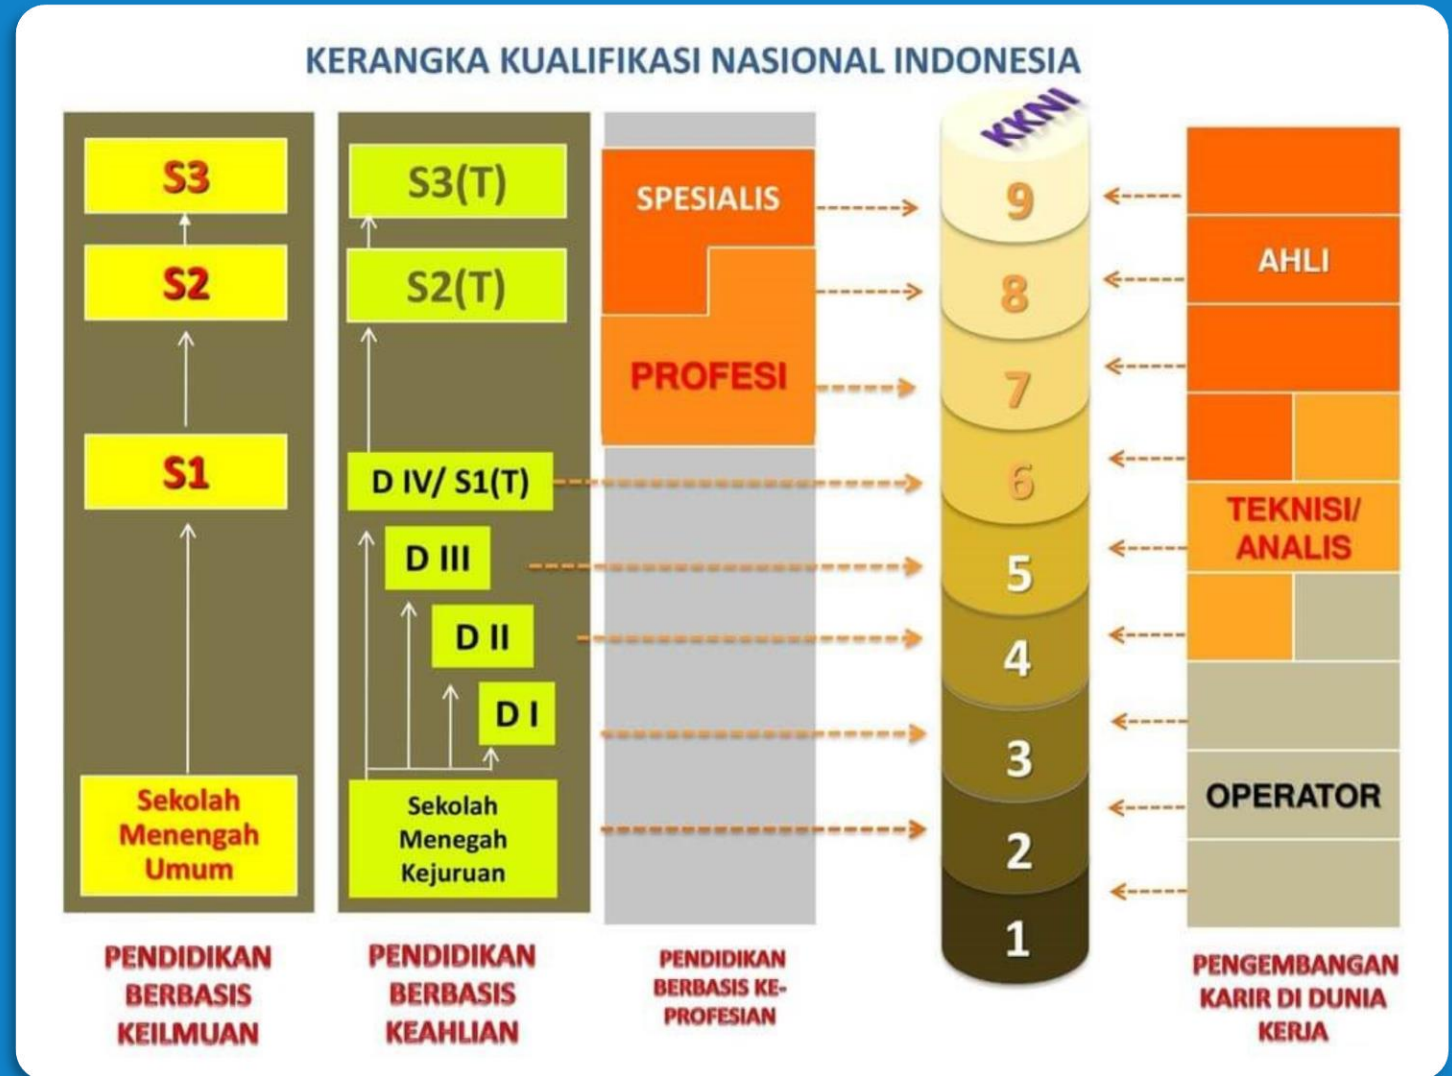 KERANGKA KUALIFIKASI NASIONAL INDONESIA
S3
S2
S1
Sekolah
Menengah
Umum
PENDIDIKAN
BERBASIS
KEILMUAN
S3(T)
S2(T)
D IV/ S1(T)
D III
D II
D I
Sekolah
Menegah
Kejuruan
PENDIDIKAN
BERBASIS
KEAHLIAN
SPESIALIS
PROFESI
PENDIDIKAN
BERBASIS KE-
PROFESIAN
KKNI
9
8
7
6
5
4
3
2
1
AHLI
TEKNISI/
ANALIS
OPERATOR
PENGEMBANGAN
KARIR DI DUNIA
KERJA